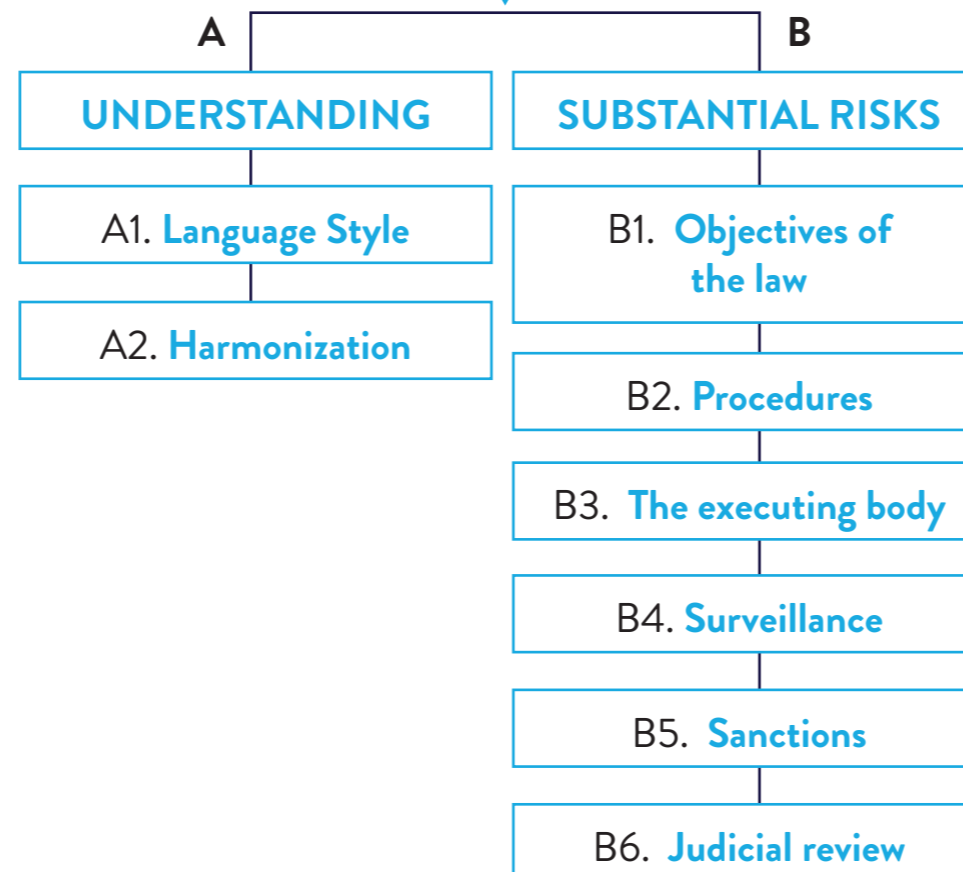 A
UNDERSTANDING
A1. Language Style
A2. Harmonization
B
SUBSTANTIAL RISKS
B1. Objectives of
the law
B2. Procedures
B3. The executing body
B4. Surveillance
B5. Sanctions
B6. Judicial review